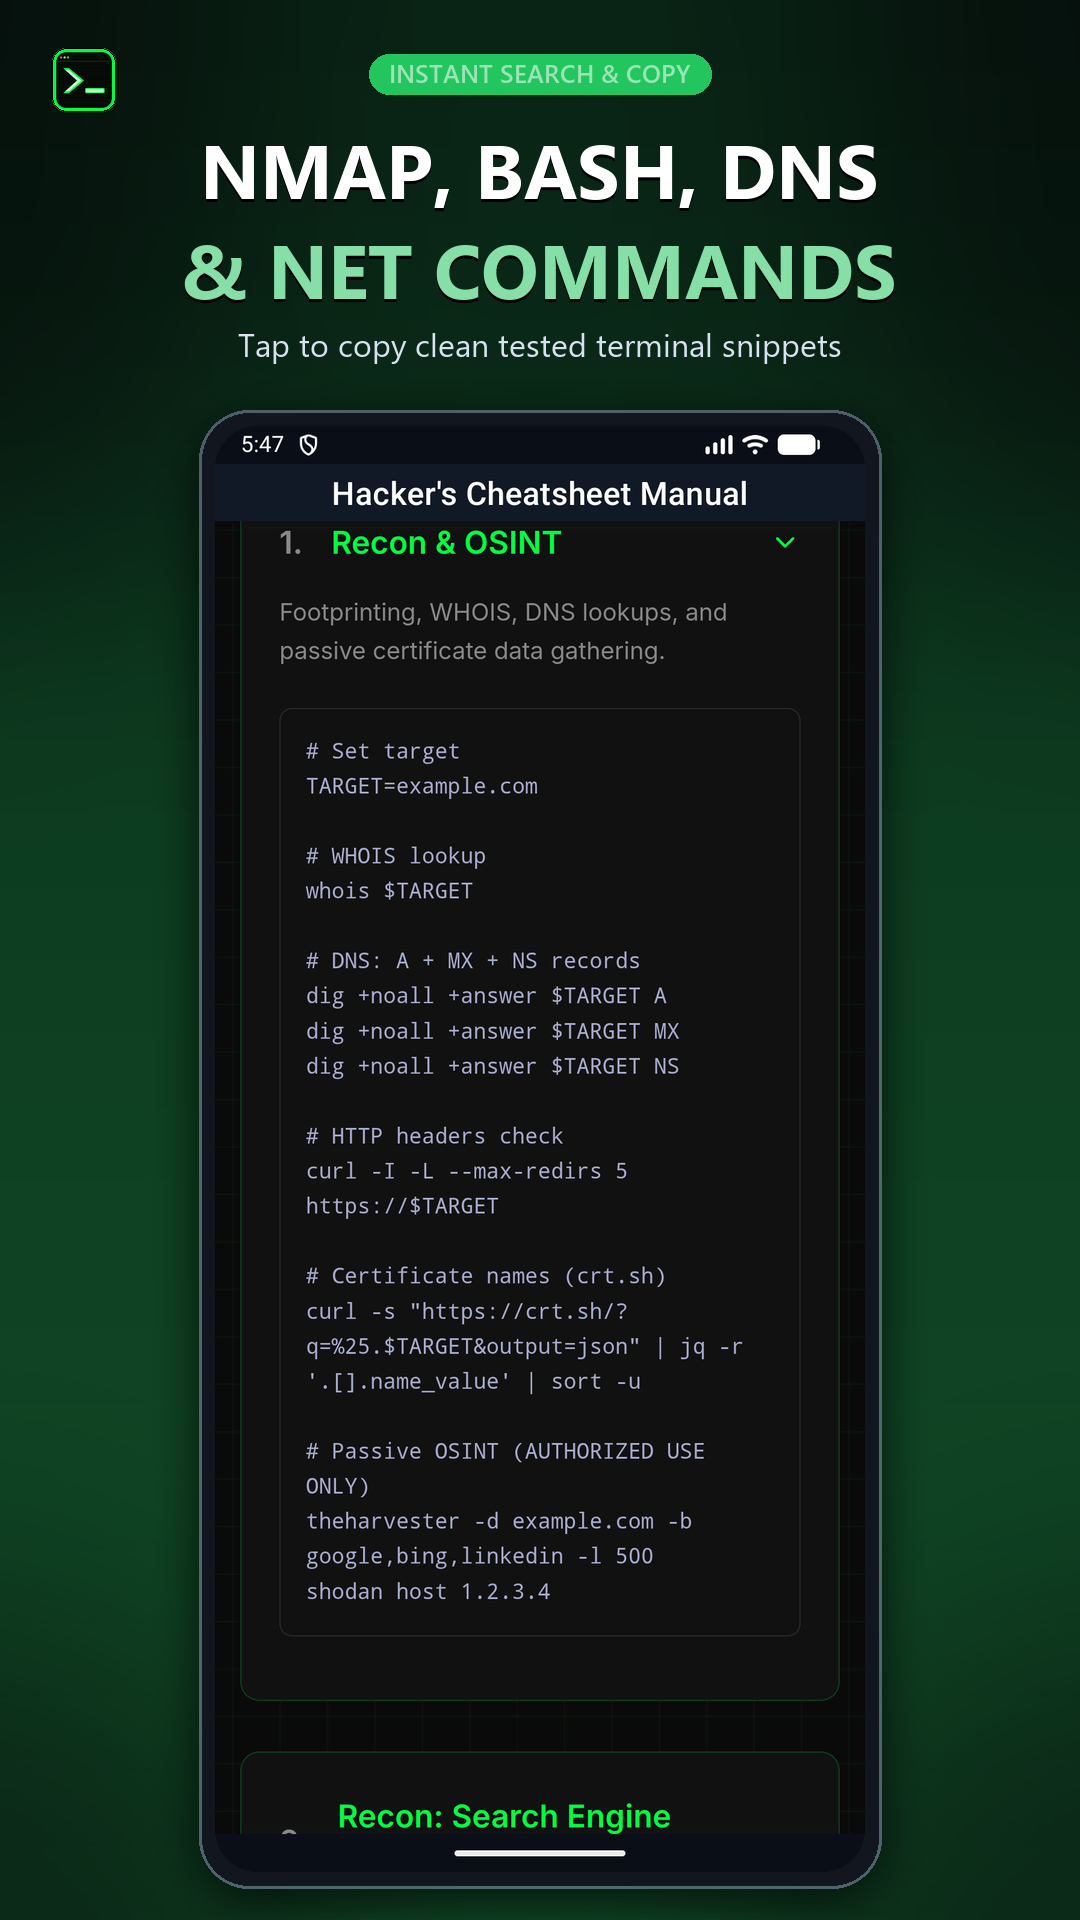 INSTANT SEARCH & COPY
NMAP, BASH, DNS
& NET COMMANDS
Tap to copy clean tested terminal snippets
5:47
Hacker's Cheatsheet Manual
1. Recon & OSINT
Footprinting, WHOIS, DNS lookups, and
passive certificate data gathering.
# Set target
TARGET=example.com
# WHOIS lookup
whois $TARGET
# DNS: A + MX + NS records
dig +noall +answer $TARGET A
dig +noall +answer $TARGET MX
dig +noall +answer $TARGET NS
# HTTP headers check
curl -I -L --max-redirs 5
https://$TARGET
# Certificate names (crt.sh)
curl -s "https://crt.sh/?
q=%25.$TARGET&output=json" | jq -r
'.[].name_value' | sort -u
# Passive OSINT (AUTHORIZED USE
ONLY)
theharvester -d example.com -b
google,bing,linkedin -l 500
shodan host 1.2.3.4
Recon: Search Engine